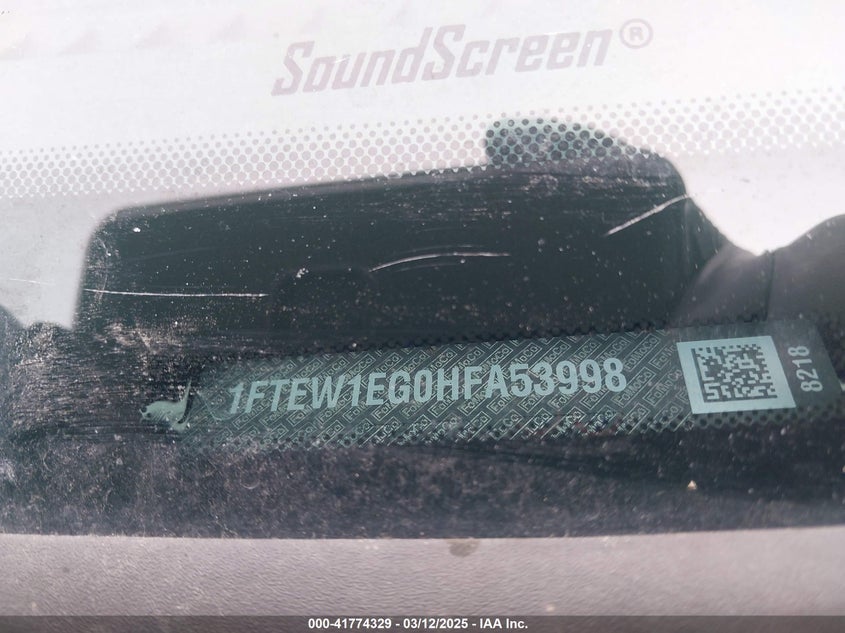 SoundScreen®
1FTEW1EG0HFA53998
8218
000-41774329 - 03/12/2025 - IAA Inc.